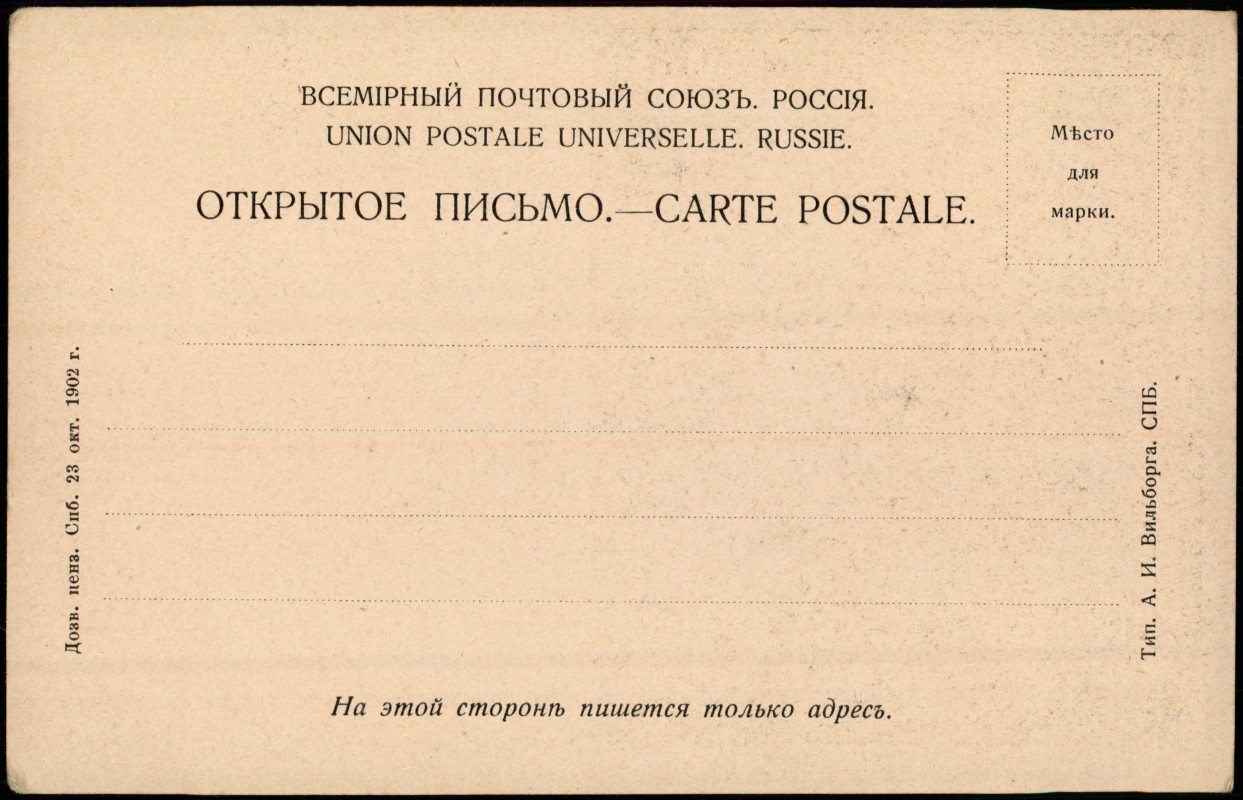 ВСЕМІРНЫЙ ПОЧТОВЫЙ СОЮЗЪ. РОССІЯ.
UNION POSTALE UNIVERSELLE. RUSSIE.
ОТКРЫТОЕ ПИСЬМО.—CARTE POSTALE.
Мѣсто
для
марки.
Дозв. ценз. Спб. 23 окт. 1902 г.
Тип. А. И. Вильборга. СПБ.
На этой сторонѣ пишется только адресъ.